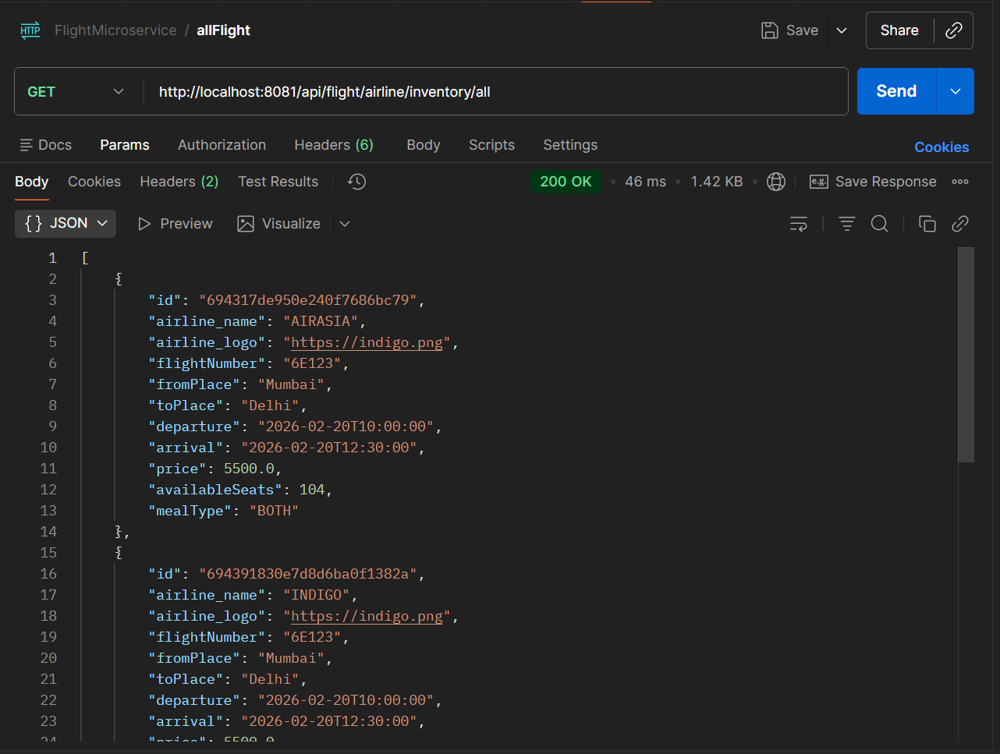 HTTP FlightMicroservice / allFlight Save Share
GET http://localhost:8081/api/flight/airline/inventory/all Send
Docs Params Authorization Headers (6) Body Scripts Settings Cookies
Body Cookies Headers (2) Test Results 200 OK • 46 ms • 1.42 KB • e.g. Save Response
{} JSON Preview Visualize
1 [
2 {
3 "id": "694317de950e240f7686bc79",
4 "airline_name": "AIRASIA",
5 "airline_logo": "https://indigo.png",
6 "flightNumber": "6E123",
7 "fromPlace": "Mumbai",
8 "toPlace": "Delhi",
9 "departure": "2026-02-20T10:00:00",
10 "arrival": "2026-02-20T12:30:00",
11 "price": 5500.0,
12 "availableSeats": 104,
13 "mealType": "BOTH"
14 },
15 {
16 "id": "694391830e7d8d6ba0f1382a",
17 "airline_name": "INDIGO",
18 "airline_logo": "https://indigo.png",
19 "flightNumber": "6E123",
20 "fromPlace": "Mumbai",
21 "toPlace": "Delhi",
22 "departure": "2026-02-20T10:00:00",
23 "arrival": "2026-02-20T12:30:00",
24 "price": 5500.0